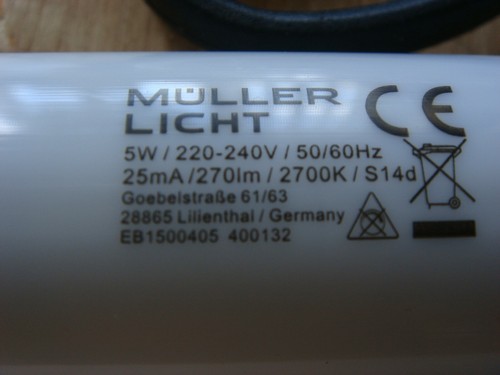 MÜLLER
LICHT
CE
5W / 220-240V / 50/60Hz
25mA /270lm / 2700K / S14d
Goebelstraße 61/63
28865 Lilienthal / Germany
EB1500405 400132